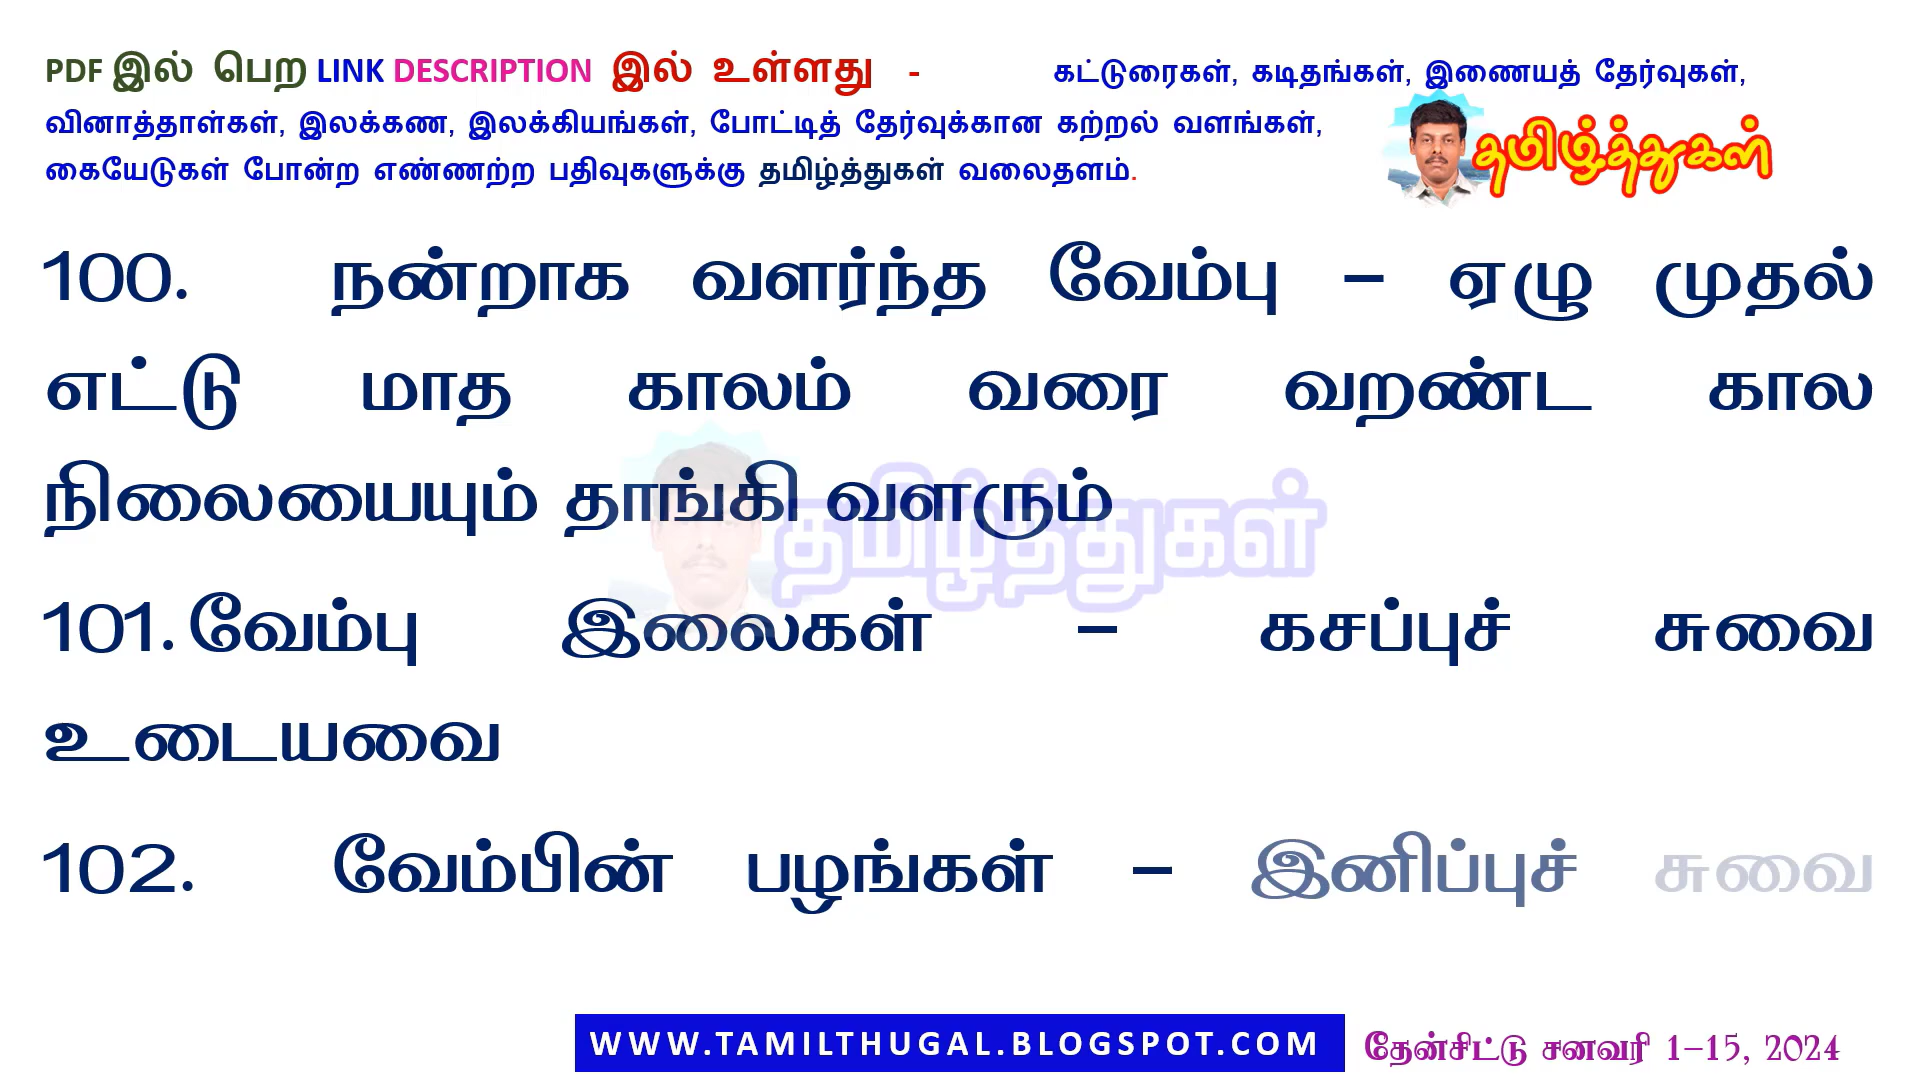 PDF இல் பெற LINK DESCRIPTION இல் உள்ளது - கட்டுரைகள், கடிதங்கள், இணையத் தேர்வுகள்,
வினாத்தாள்கள், இலக்கண, இலக்கியங்கள், போட்டித் தேர்வுக்கான கற்றல் வளங்கள்,
கையேடுகள் போன்ற எண்ணற்ற பதிவுகளுக்கு தமிழ்த்துகள் வலைதளம்.
தமிழ்த்துகள்
100. நன்றாக வளர்ந்த வேம்பு – ஏழு முதல்
எட்டு மாத காலம் வரை வறண்ட கால
நிலையையும் தாங்கி வளரும்
தமிழ்த்துகள்
101. வேம்பு இலைகள் – கசப்புச் சுவை
உடையவை
102. வேம்பின் பழங்கள் – இனிப்புச் சுவை
WWW.TAMILTHUGAL.BLOGSPOT.COM
தேன்சிட்டு சனவரி 1–15, 2024